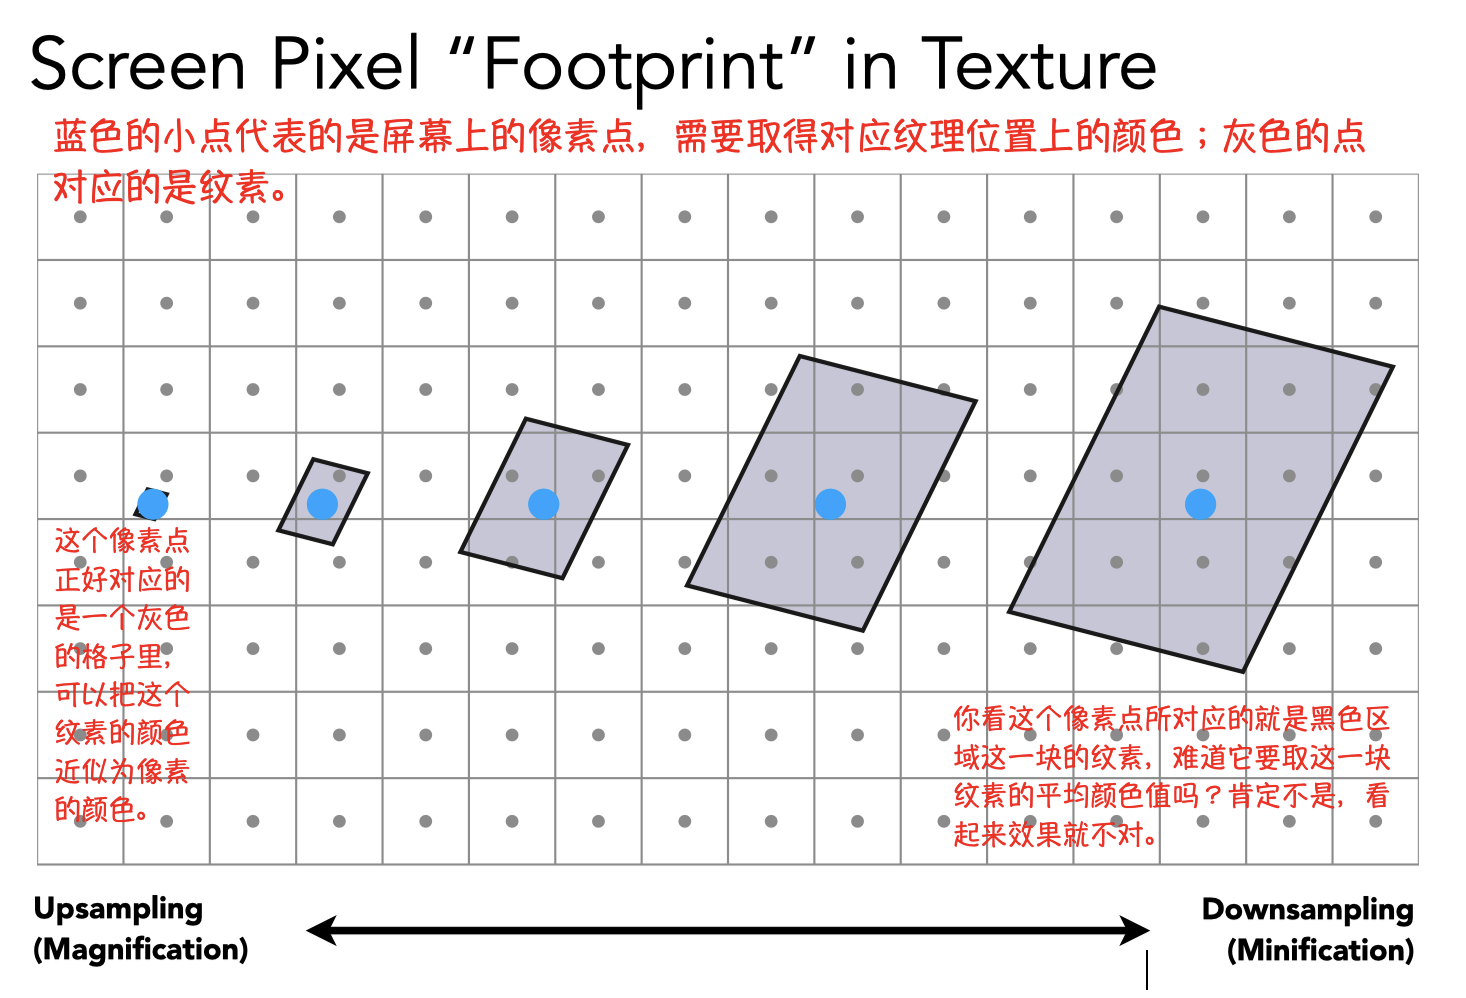 Screen Pixel “Footprint” in Texture
蓝色的小点代表的是屏幕上的像素点，需要取得对应纹理位置上的颜色；灰色的点
对应的是纹素。
这个像素点
正好对应的
是一个灰色
的格子里，
可以把这个
纹素的颜色
近似为像素
的颜色。
你看这个像素点所对应的就是黑色区
域这一块的纹素，难道它要取这一块
纹素的平均颜色值吗？肯定不是，看
起来效果就不对。
Upsampling
(Magnification)
Downsampling
(Minification)